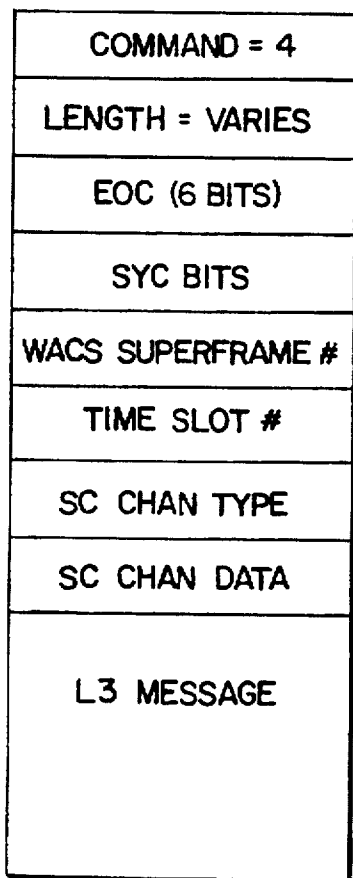 COMMAND = 4
LENGTH = VARIES
EOC (6 BITS)
SYC BITS
WACS SUPERFRAME #
TIME SLOT #
SC CHAN TYPE
SC CHAN DATA
L3 MESSAGE